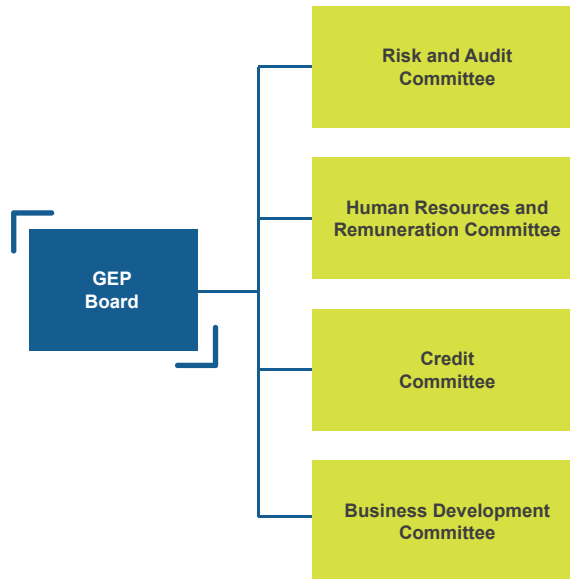 Risk and Audit
Committee
Human Resources and
Remuneration Committee
GEP
Board
Credit
Committee
Business Development
Committee